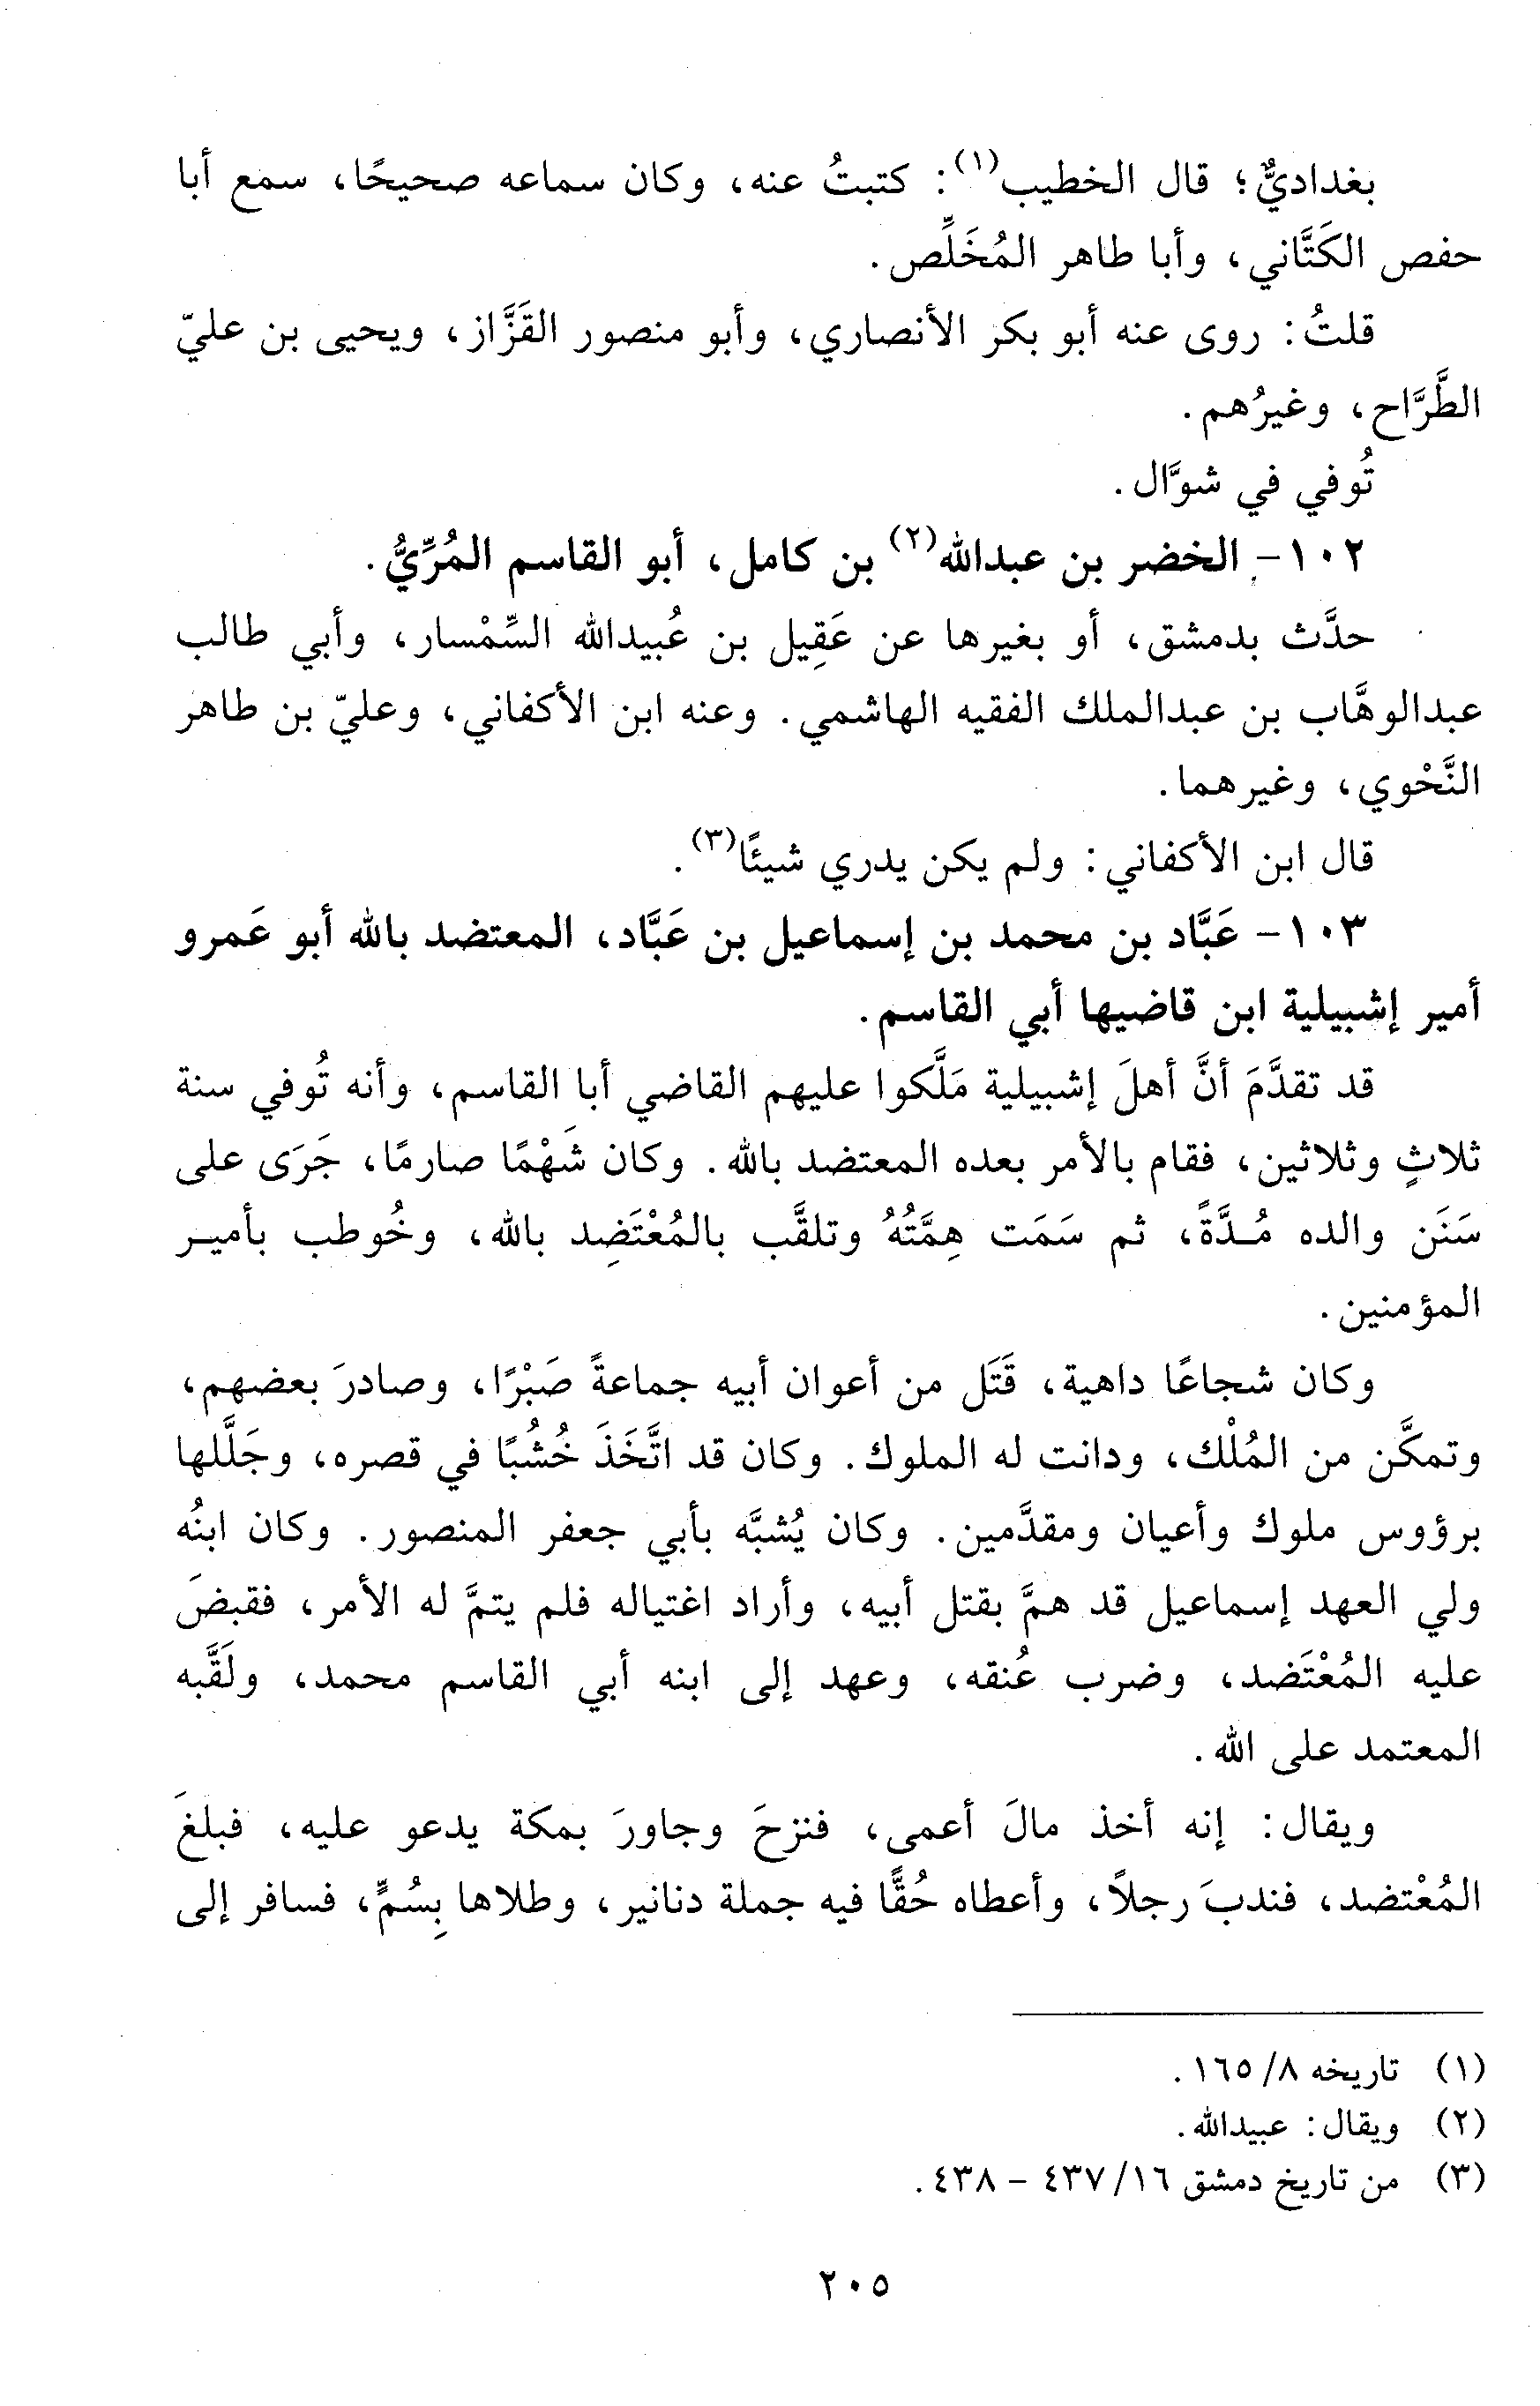 بغداديٌّ؛ قال الخطيب(١): كتبتُ عنه، وكان سماعه صحيحًا، سمع أبا
حفص الكَتَّاني، وأبا طاهر المُخَلِّص.
قلتُ: روى عنه أبو بكر الأنصاري، وأبو منصور القَزَّاز، ويحيى بن عليّ
الطَّرَّاح، وغيرُهم.
تُوفي في شوَّال.
١٠٢- الخضر بن عبدالله(٢) بن كامل، أبو القاسم المُرِّيُّ.
حدَّث بدمشق، أو بغيرها عن عَقِيل بن عُبيدالله السِّمْسار، وأبي طالب
عبدالوهَّاب بن عبدالملك الفقيه الهاشمي. وعنه ابن الأكفاني، وعليّ بن طاهر
النَّحْوي، وغيرهما.
قال ابن الأكفاني: ولم يكن يدري شيئًا(٣).
١٠٣- عَبَّاد بن محمد بن إسماعيل بن عَبَّاد، المعتضد بالله أبو عَمرو
أمير إشبيلية ابن قاضيها أبي القاسم.
قد تقدَّمَ أنَّ أهلَ إشبيلية مَلَّكوا عليهم القاضي أبا القاسم، وأنه تُوفي سنة
ثلاثٍ وثلاثين، فقام بالأمر بعده المعتضد بالله. وكان شَهْمًا صارمًا، جَرَى على
سَنَن والده مُـدَّةً، ثم سَمَت هِمَّتُهُ وتلقَّب بالمُعْتَضِد بالله، وخُوطب بأميـر
المؤمنين.
وكان شجاعًا داهية، قَتَل من أعوان أبيه جماعةً صَبْرًا، وصادرَ بعضهم،
وتمكَّن من المُلْك، ودانت له الملوك. وكان قد اتَّخَذَ خُشُبًا في قصره، وجَلَّلها
برؤوس ملوك وأعيان ومقدَّمين. وكان يُشبَّه بأبي جعفر المنصور. وكان ابنُه
ولي العهد إسماعيل قد همَّ بقتل أبيه، وأراد اغتياله فلم يتمَّ له الأمر، فقبضَ
عليه المُعْتَضد، وضرب عُنقه، وعهد إلى ابنه أبي القاسم محمد، ولَقَّبه
المعتمد على الله.
ويقال: إنه أخذ مالَ أعمى، فنزحَ وجاورَ بمكة يدعو عليه، فبلغَ
المُعْتضد، فندبَ رجلاً، وأعطاه حُقًّا فيه جملة دنانير، وطلاها بِسُمٍّ، فسافر إلى
(١) تاريخه ٨/ ١٦٥.
(٢) ويقال: عبيدالله.
(٣) من تاريخ دمشق ١٦/ ٤٣٧ - ٤٣٨.
٢٠٥